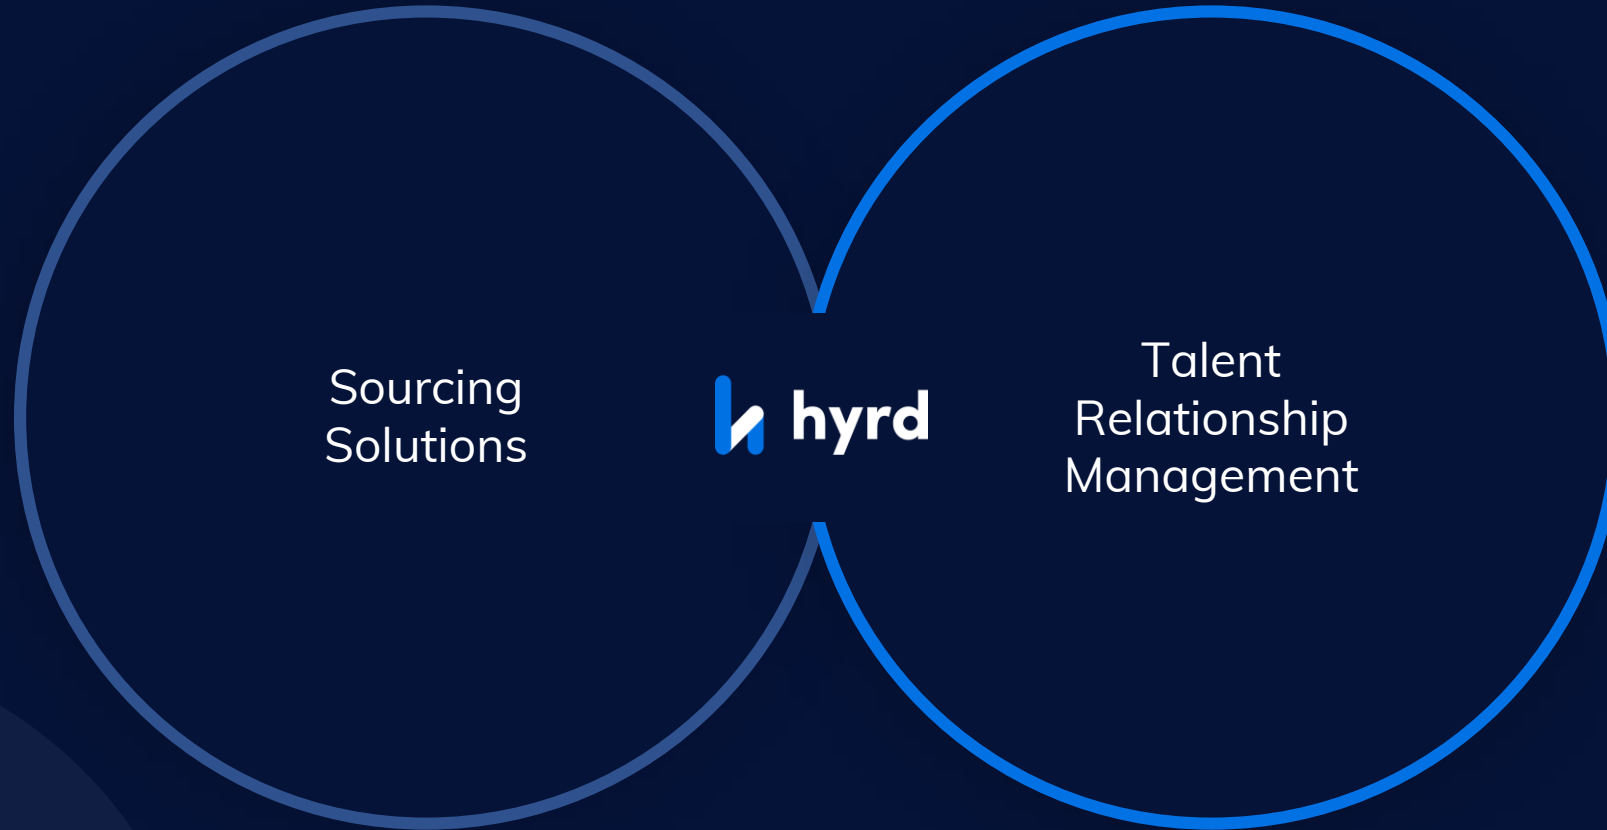 Sourcing
Solutions
hyrd
Talent
Relationship
Management